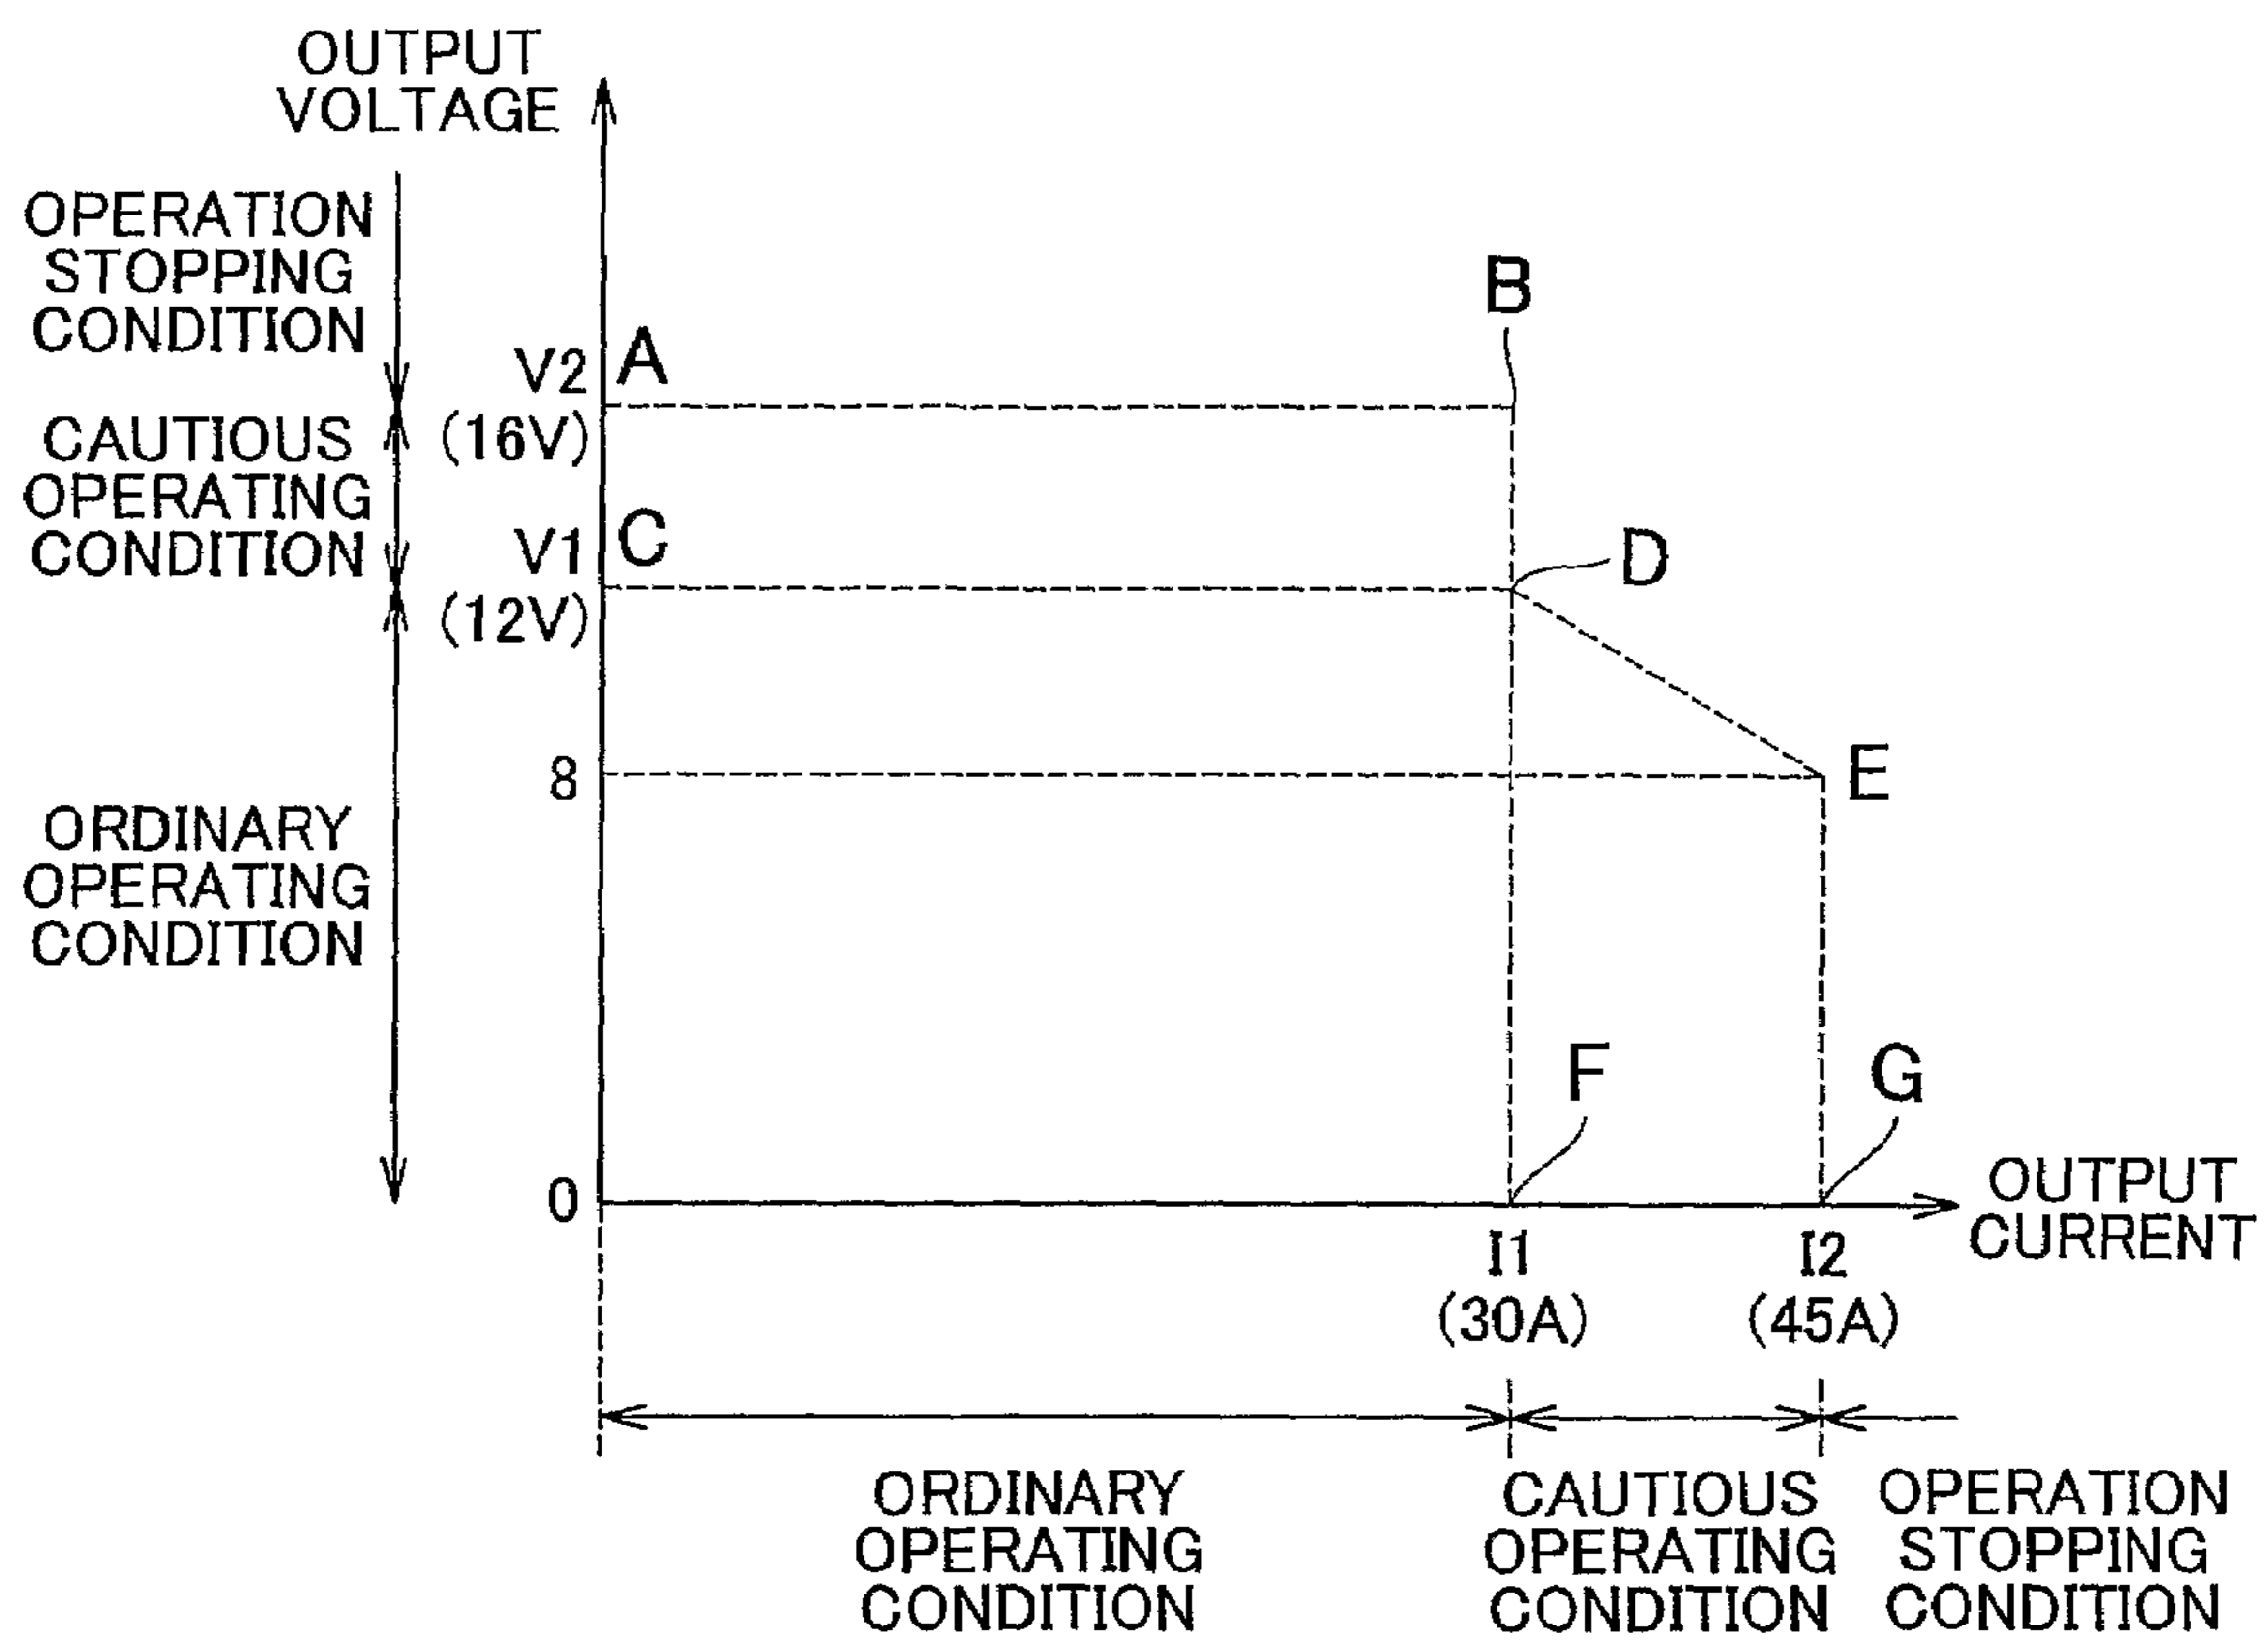 OUTPUT
VOLTAGE
OPERATION
STOPPING
CONDITION
B
V2
A
(16V)
CAUTIOUS
OPERATING
CONDITION
V1
C
D
(12V)
8
E
ORDINARY
OPERATING
CONDITION
F
G
0
OUTPUT
CURRENT
I1
I2
(30A)
(45A)
ORDINARY
OPERATING
CONDITION
CAUTIOUS
OPERATING
CONDITION
OPERATION
STOPPING
CONDITION